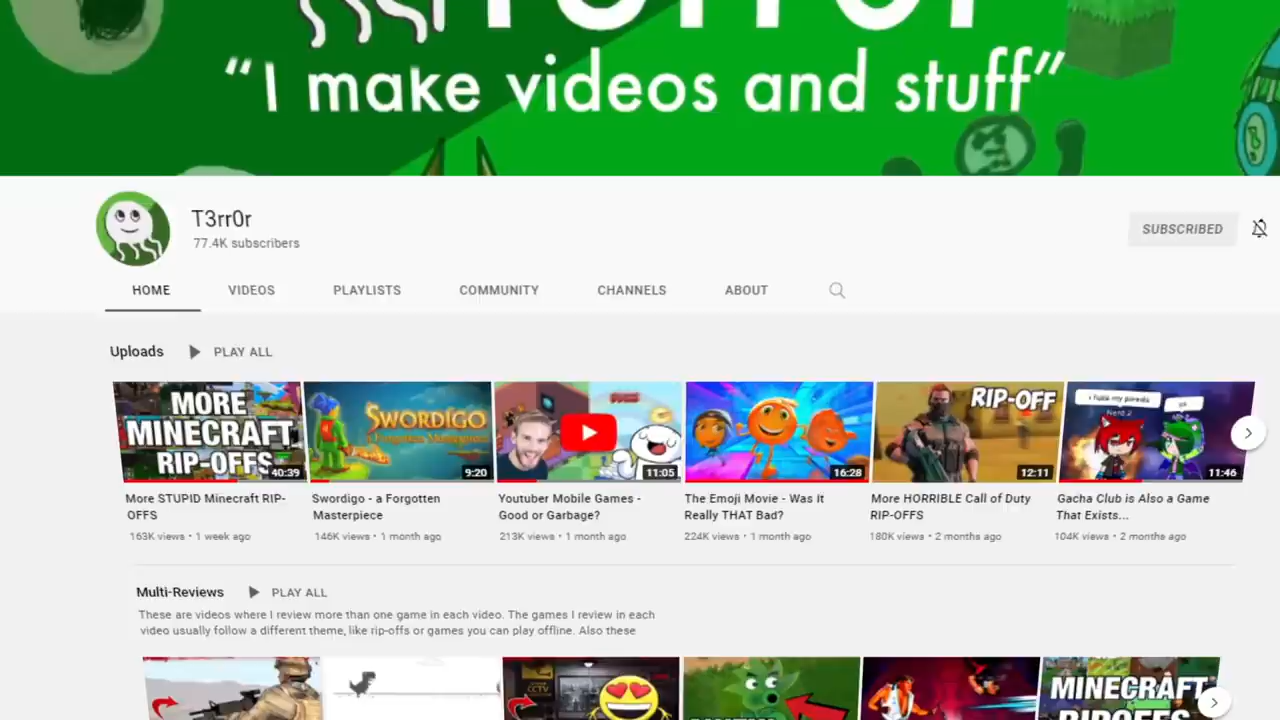 T3rr0r
“I make videos and stuff”
T3rr0r
77.4K subscribers
SUBSCRIBED
HOME VIDEOS PLAYLISTS COMMUNITY CHANNELS ABOUT
Uploads PLAY ALL
MORE
MINECRAFT
RIP-OFFS
40:39
SWORDIGO
9:20
11:05
16:28
RIP-OFF
12:11
11:46
More STUPID Minecraft RIP-
OFFS
163K views • 1 week ago
Swordigo - a Forgotten
Masterpiece
146K views • 1 month ago
Youtuber Mobile Games -
Good or Garbage?
213K views • 1 month ago
The Emoji Movie - Was It
Really THAT Bad?
224K views • 1 month ago
More HORRIBLE Call of Duty
RIP-OFFS
180K views • 2 months ago
Gacha Club is Also a Game
That Exists...
104K views • 2 months ago
Multi-Reviews PLAY ALL
These are videos where I review more than one game in each video. The games I review in each
video usually follow a different theme, like rip-offs or games you can play offline. Also these
CCTV
MINECRAFT
RIPOFFS